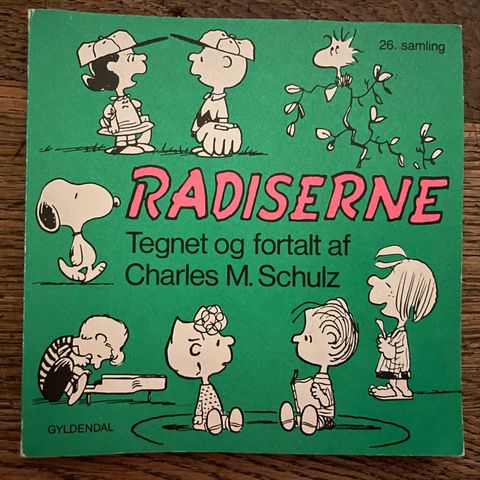 26. samling
RADISERNE
Tegnet og fortalt af
Charles M. Schulz
GYLDENDAL